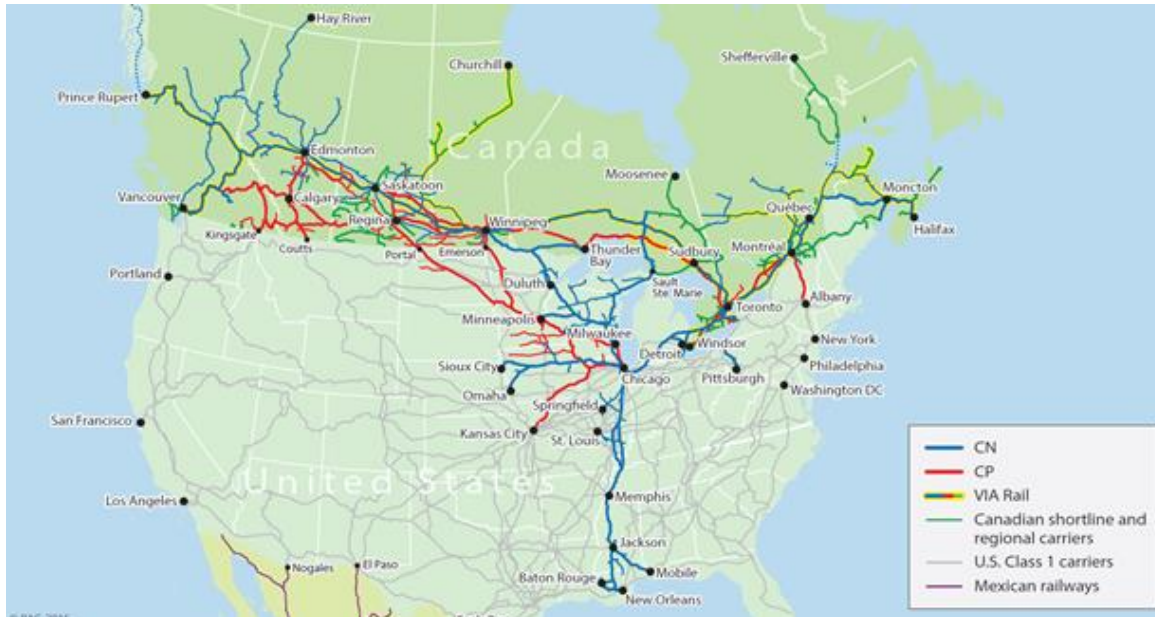 Hay River
Churchill
Shefferville
Prince Rupert
Canada
Edmonton
Moosenee
Saskatoon
Moncton
Vancouver
Calgary
Québec
Regina
Winnipeg
Halifax
Kingsgate
Coutts
Portal
Emerson
Thunder
Bay
Sudbury
Montréal
Portland
Duluth
Sault
Ste. Marie
Toronto
Albany
Minneapolis
Milwaukee
New York
Detroit
Windsor
Philadelphia
Sioux City
Chicago
Pittsburgh
Washington DC
Omaha
Springfield
San Francisco
Kansas City
St. Louis
United States
Los Angeles
Memphis
Jackson
Nogales
El Paso
Baton Rouge
Mobile
New Orleans
CN
CP
VIA Rail
Canadian shortline and
regional carriers
U.S. Class 1 carriers
Mexican railways